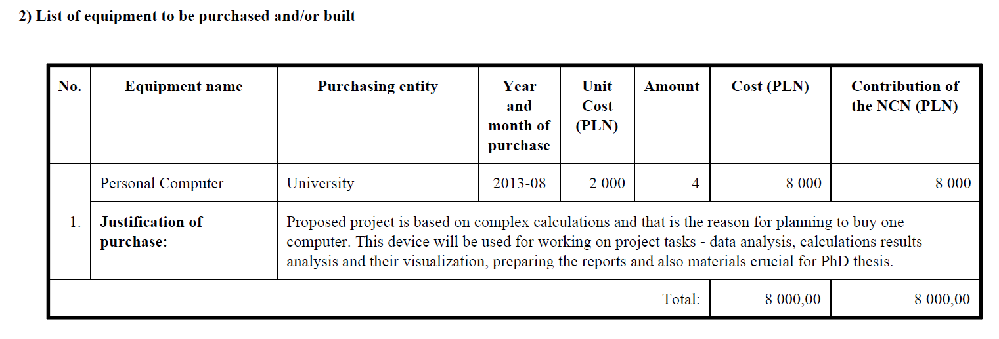 2) List of equipment to be purchased and/or built
No. Equipment name Purchasing entity Year and month of purchase Unit Cost (PLN) Amount Cost (PLN) Contribution of the NCN (PLN)
1.
Personal Computer University 2013-08 2 000 4 8 000 8 000
Justification of purchase:
Proposed project is based on complex calculations and that is the reason for planning to buy one
computer. This device will be used for working on project tasks - data analysis, calculations results
analysis and their visualization, preparing the reports and also materials crucial for PhD thesis.
Total: 8 000,00 8 000,00